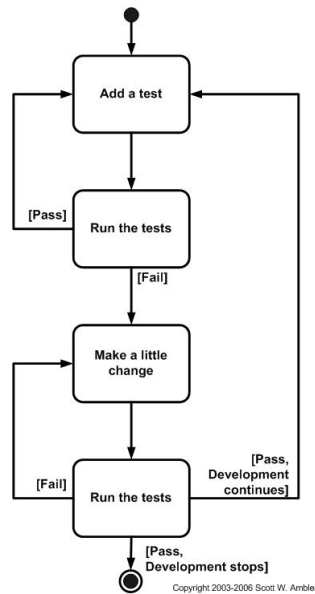 Add a test
[Pass]
Run the tests
[Fail]
Make a little
change
[Pass,
Development
continues]
[Fail]
Run the tests
[Pass,
Development stops]
Copyright 2003-2006 Scott W. Amble